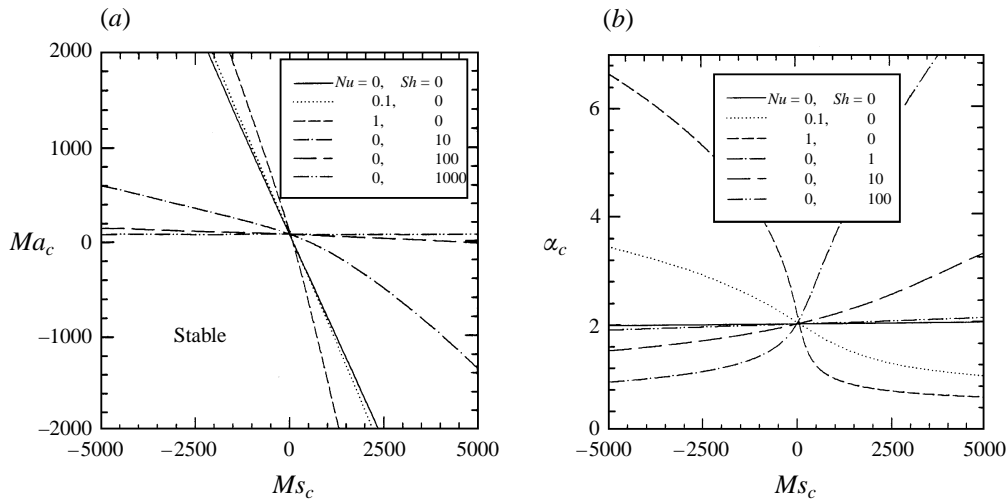 (a)
2000
1000
0
−1000
−2000
Ma_c
Nu = 0, Sh = 0
0.1, 0
1, 0
0, 10
0, 100
0, 1000
Stable
−5000 −2500 0 2500 5000
Ms_c
(b)
6
4
2
0
α_c
Nu = 0, Sh = 0
0.1, 0
1, 0
0, 1
0, 10
0, 100
−5000 −2500 0 2500 5000
Ms_c